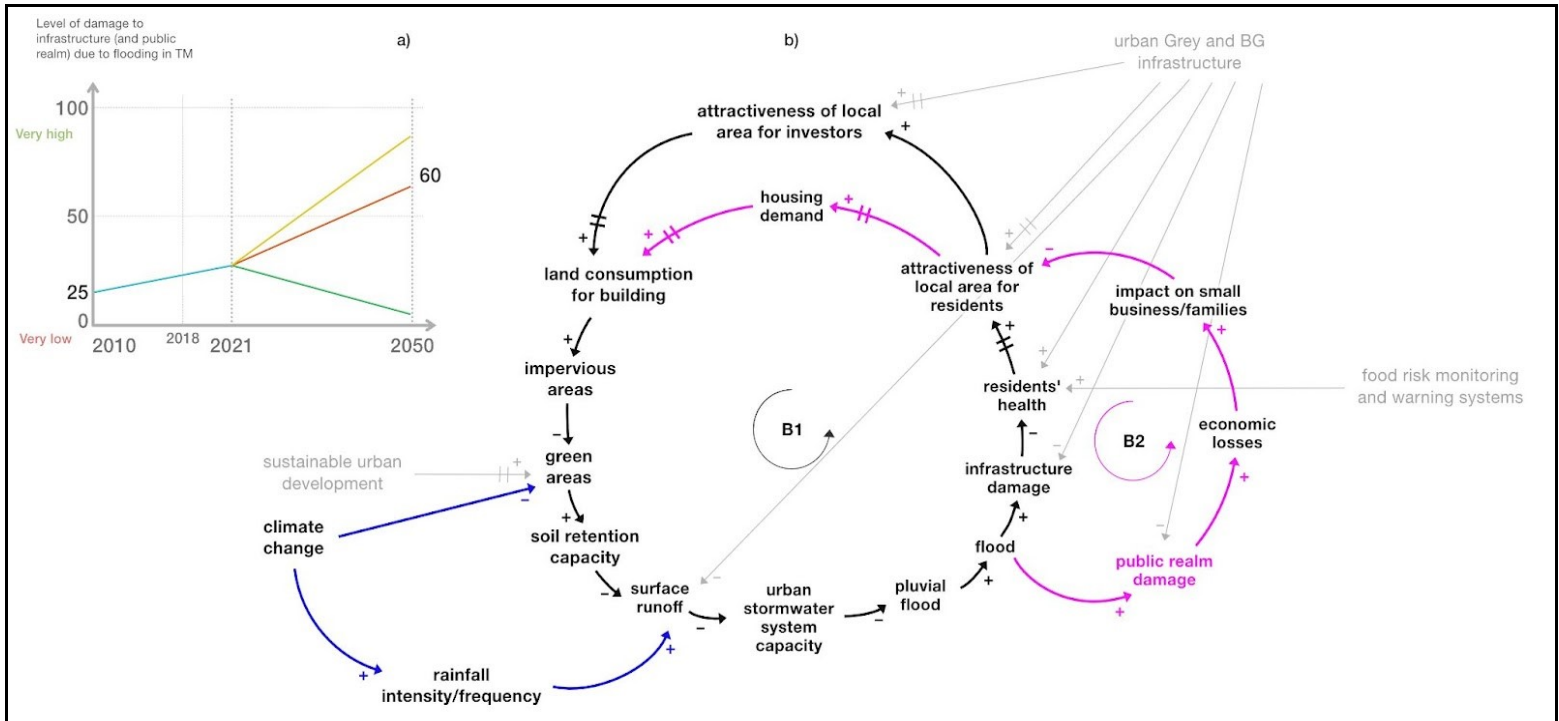 Level of damage to
infrastructure (and public
realm) due to flooding in TM
a)
100
Very high
50
25
0
Very low
2010
2018
2021
2050
60
b)
urban Grey and BG
infrastructure
+
attractiveness of local
area for investors
+
housing
demand
+
+
+
land consumption
for building
attractiveness of
local area for
residents
+
-
impact on small
business/families
+
+
impervious
areas
+
residents'
health
+
+
food risk monitoring
and warning systems
B1
B2
economic
losses
-
-
-
green
areas
+
-
sustainable urban
development
infrastructure
damage
+
+
climate
change
+
soil retention
capacity
flood
-
public realm
damage
+
-
surface
runoff
-
-
urban
stormwater
system
capacity
-
pluvial
flood
+
+
+
rainfall
intensity/frequency
+